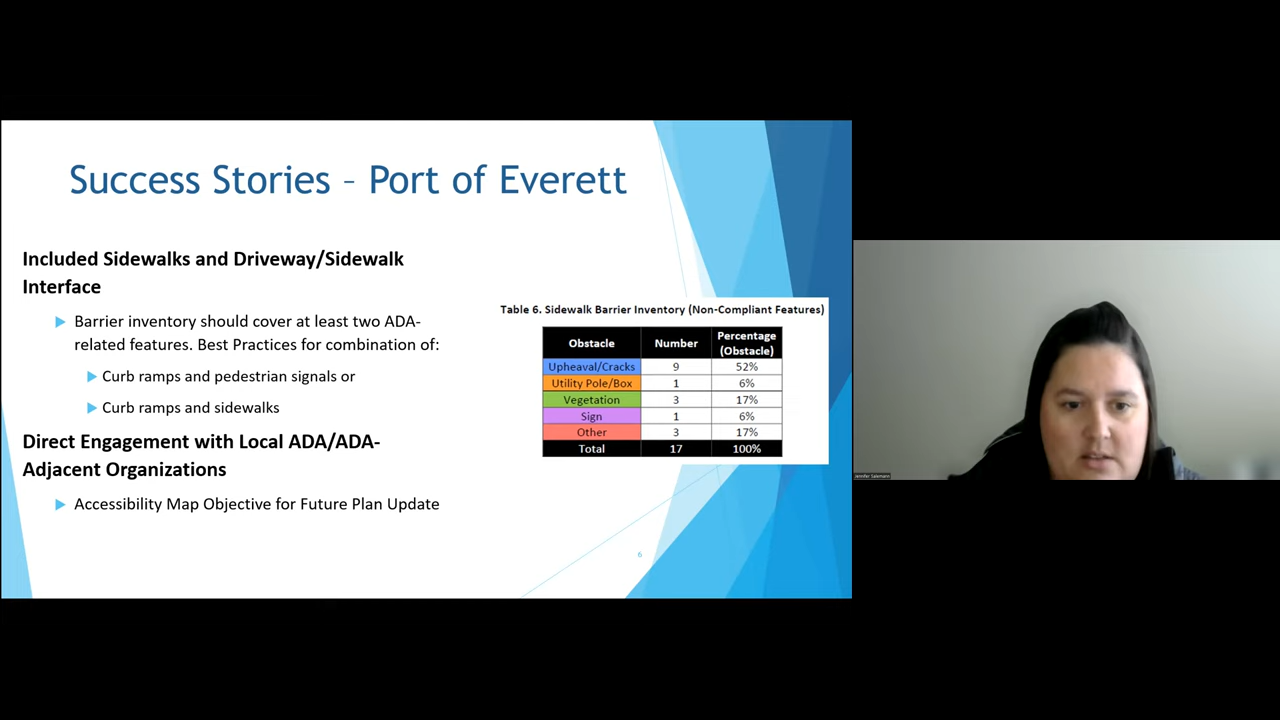 Success Stories – Port of Everett
Included Sidewalks and Driveway/Sidewalk
Interface
Barrier inventory should cover at least two ADA-
related features. Best Practices for combination of:
Curb ramps and pedestrian signals or
Curb ramps and sidewalks
Direct Engagement with Local ADA/ADA-
Adjacent Organizations
Accessibility Map Objective for Future Plan Update
Table 6. Sidewalk Barrier Inventory (Non-Compliant Features)
Obstacle Number Percentage (Obstacle)
Upheaval/Cracks 9 52%
Utility Pole/Box 1 6%
Vegetation 3 17%
Sign 1 6%
Other 3 17%
Total 17 100%
6
Jennifer Salemann